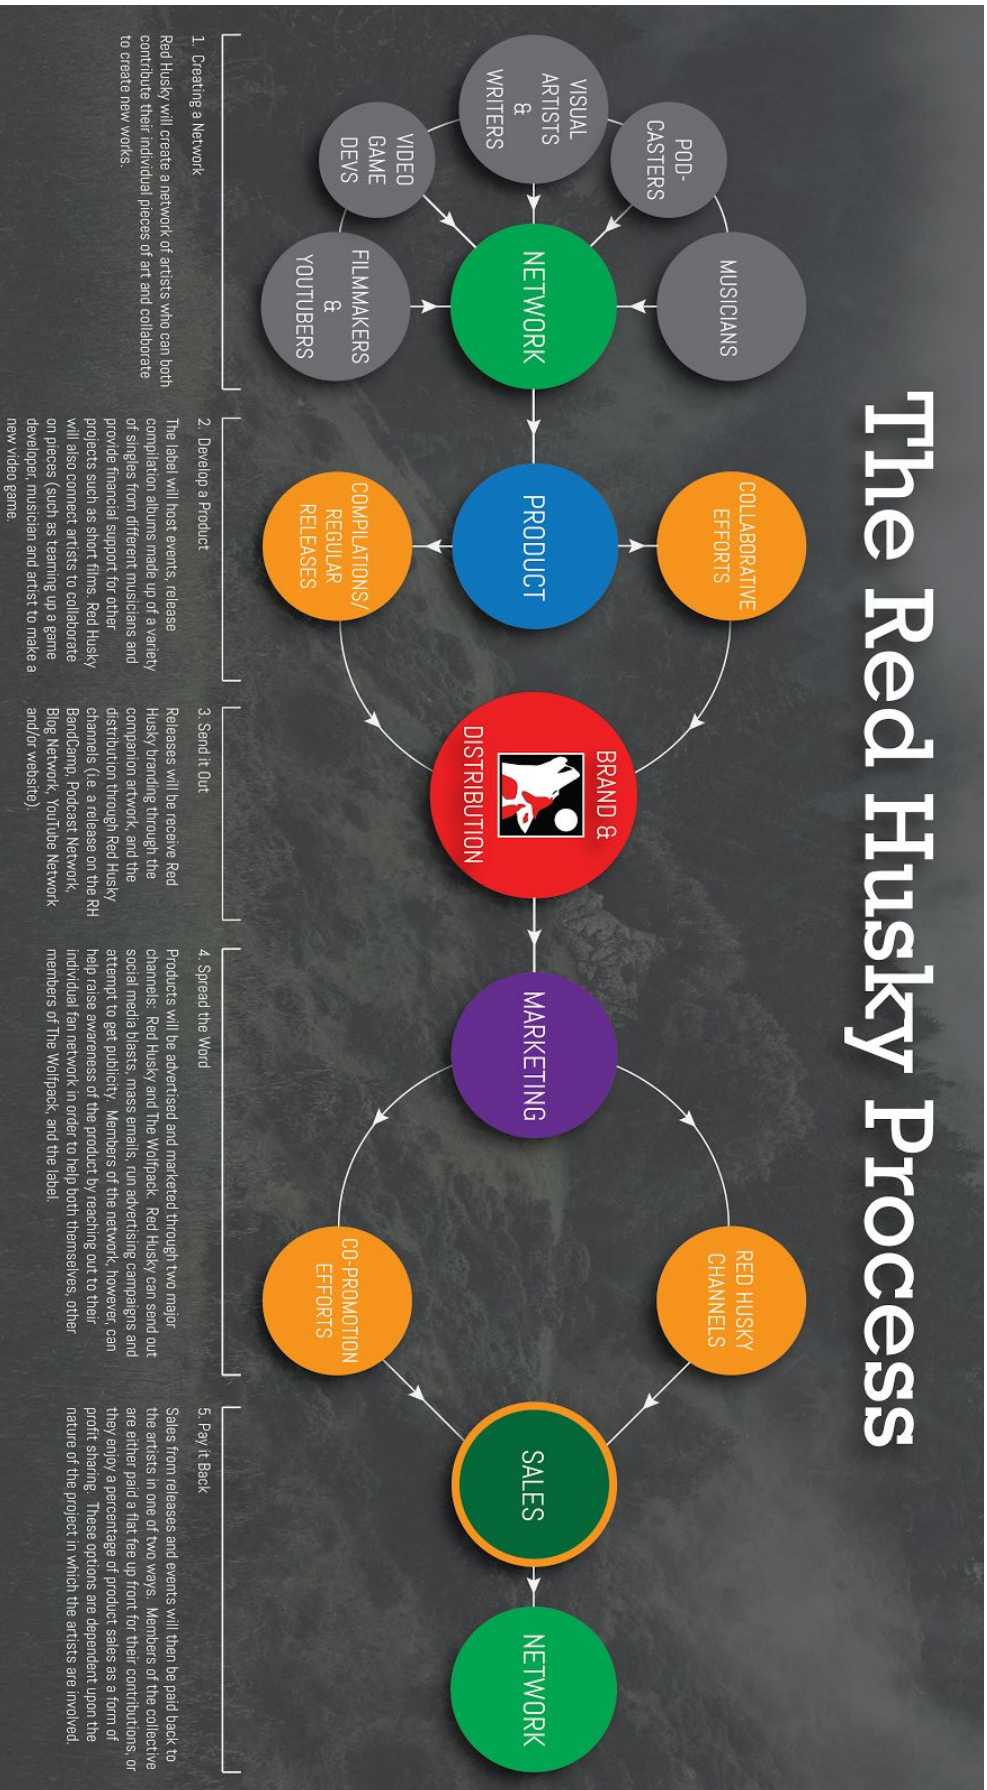 The Red Husky Process
MUSICIANS
POD-
CASTERS
VISUAL
ARTISTS
&
WRITERS
VIDEO
GAME
DEVS
FILMMAKERS
&
YOUTUBERS
NETWORK
PRODUCT
COLLABORATIVE
EFFORTS
COMPILATIONS/
REGULAR
RELEASES
BRAND &
DISTRIBUTION
MARKETING
RED HUSKY
CHANNELS
CO-PROMOTION
EFFORTS
SALES
NETWORK
1. Creating a Network
Red Husky will create a network of artists who can both
contribute their individual pieces of art and collaborate
to create new works.
2. Develop a Product
The label will host events, release
compilation albums made up of a variety
of singles from different musicians and
provide financial support for other
projects such as short films. Red Husky
will also connect artists to collaborate
on pieces (such as teaming up a game
developer, musician and artist to make a
new video game.
3. Send it Out
Releases will be receive Red
Husky branding through the
companion artwork, and the
distribution through Red Husky
channels (i.e. a release on the RH
BandCamp, Podcast Network,
Blog Network, YouTube Network
and/or website).
4. Spread the Word
Products will be advertised and marketed through two major
channels: Red Husky and The Wolfpack. Red Husky can send out
social media blasts, mass emails, run advertising campaigns and
attempt to get publicity. Members of the network, however, can
help raise awareness of the product by reaching out to their
individual fan network in order to help both themselves, other
members of The Wolfpack, and the label.
5. Pay it Back
Sales from releases and events will then be paid back to
the artists in one of two ways. Members of the collective
are either paid a flat fee up front for their contributions, or
they enjoy a percentage of product sales as a form of
profit sharing. These options are dependent upon the
nature of the project in which the artists are involved.